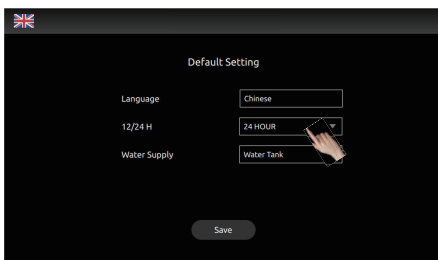 Default Setting
Language Chinese
12/24 H 24 HOUR
Water Supply Water Tank
Save